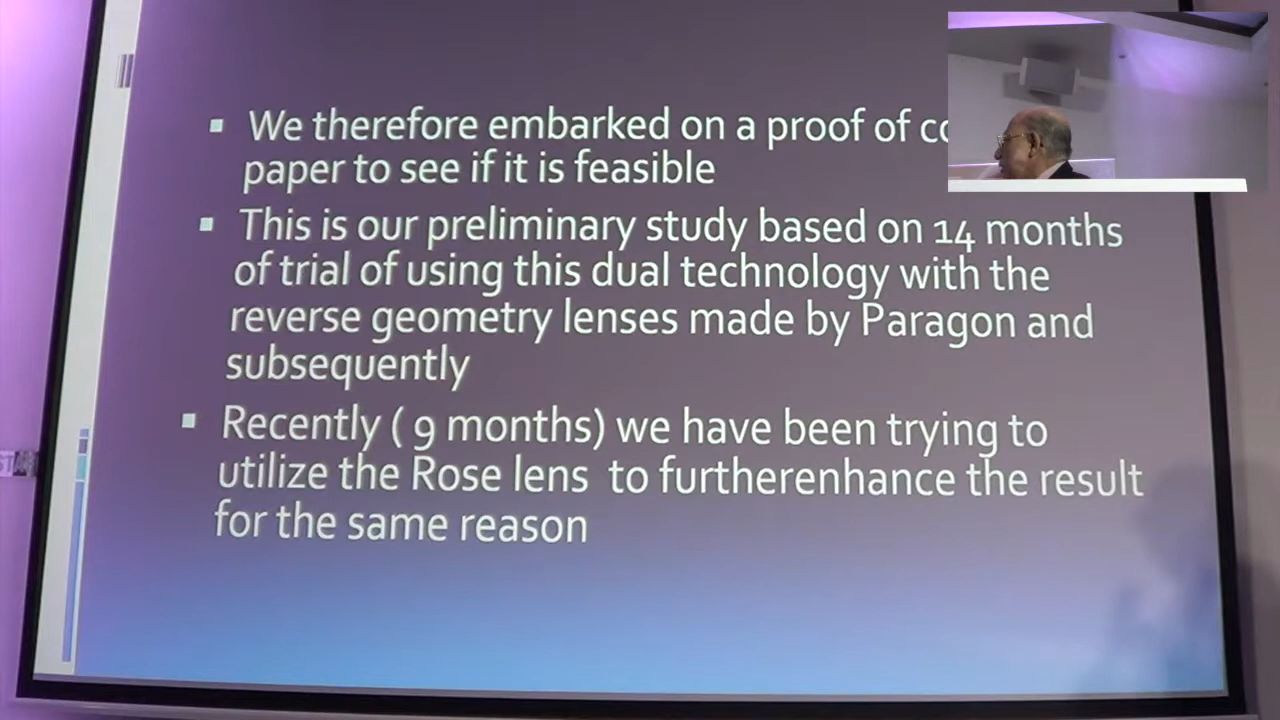 ▪ We therefore embarked on a proof of
paper to see if it is feasible
▪ This is our preliminary study based on 14 months
of trial of using this dual technology with the
reverse geometry lenses made by Paragon and
subsequently
▪ Recently ( 9 months) we have been trying to
utilize the Rose lens to furtherenhance the result
for the same reason